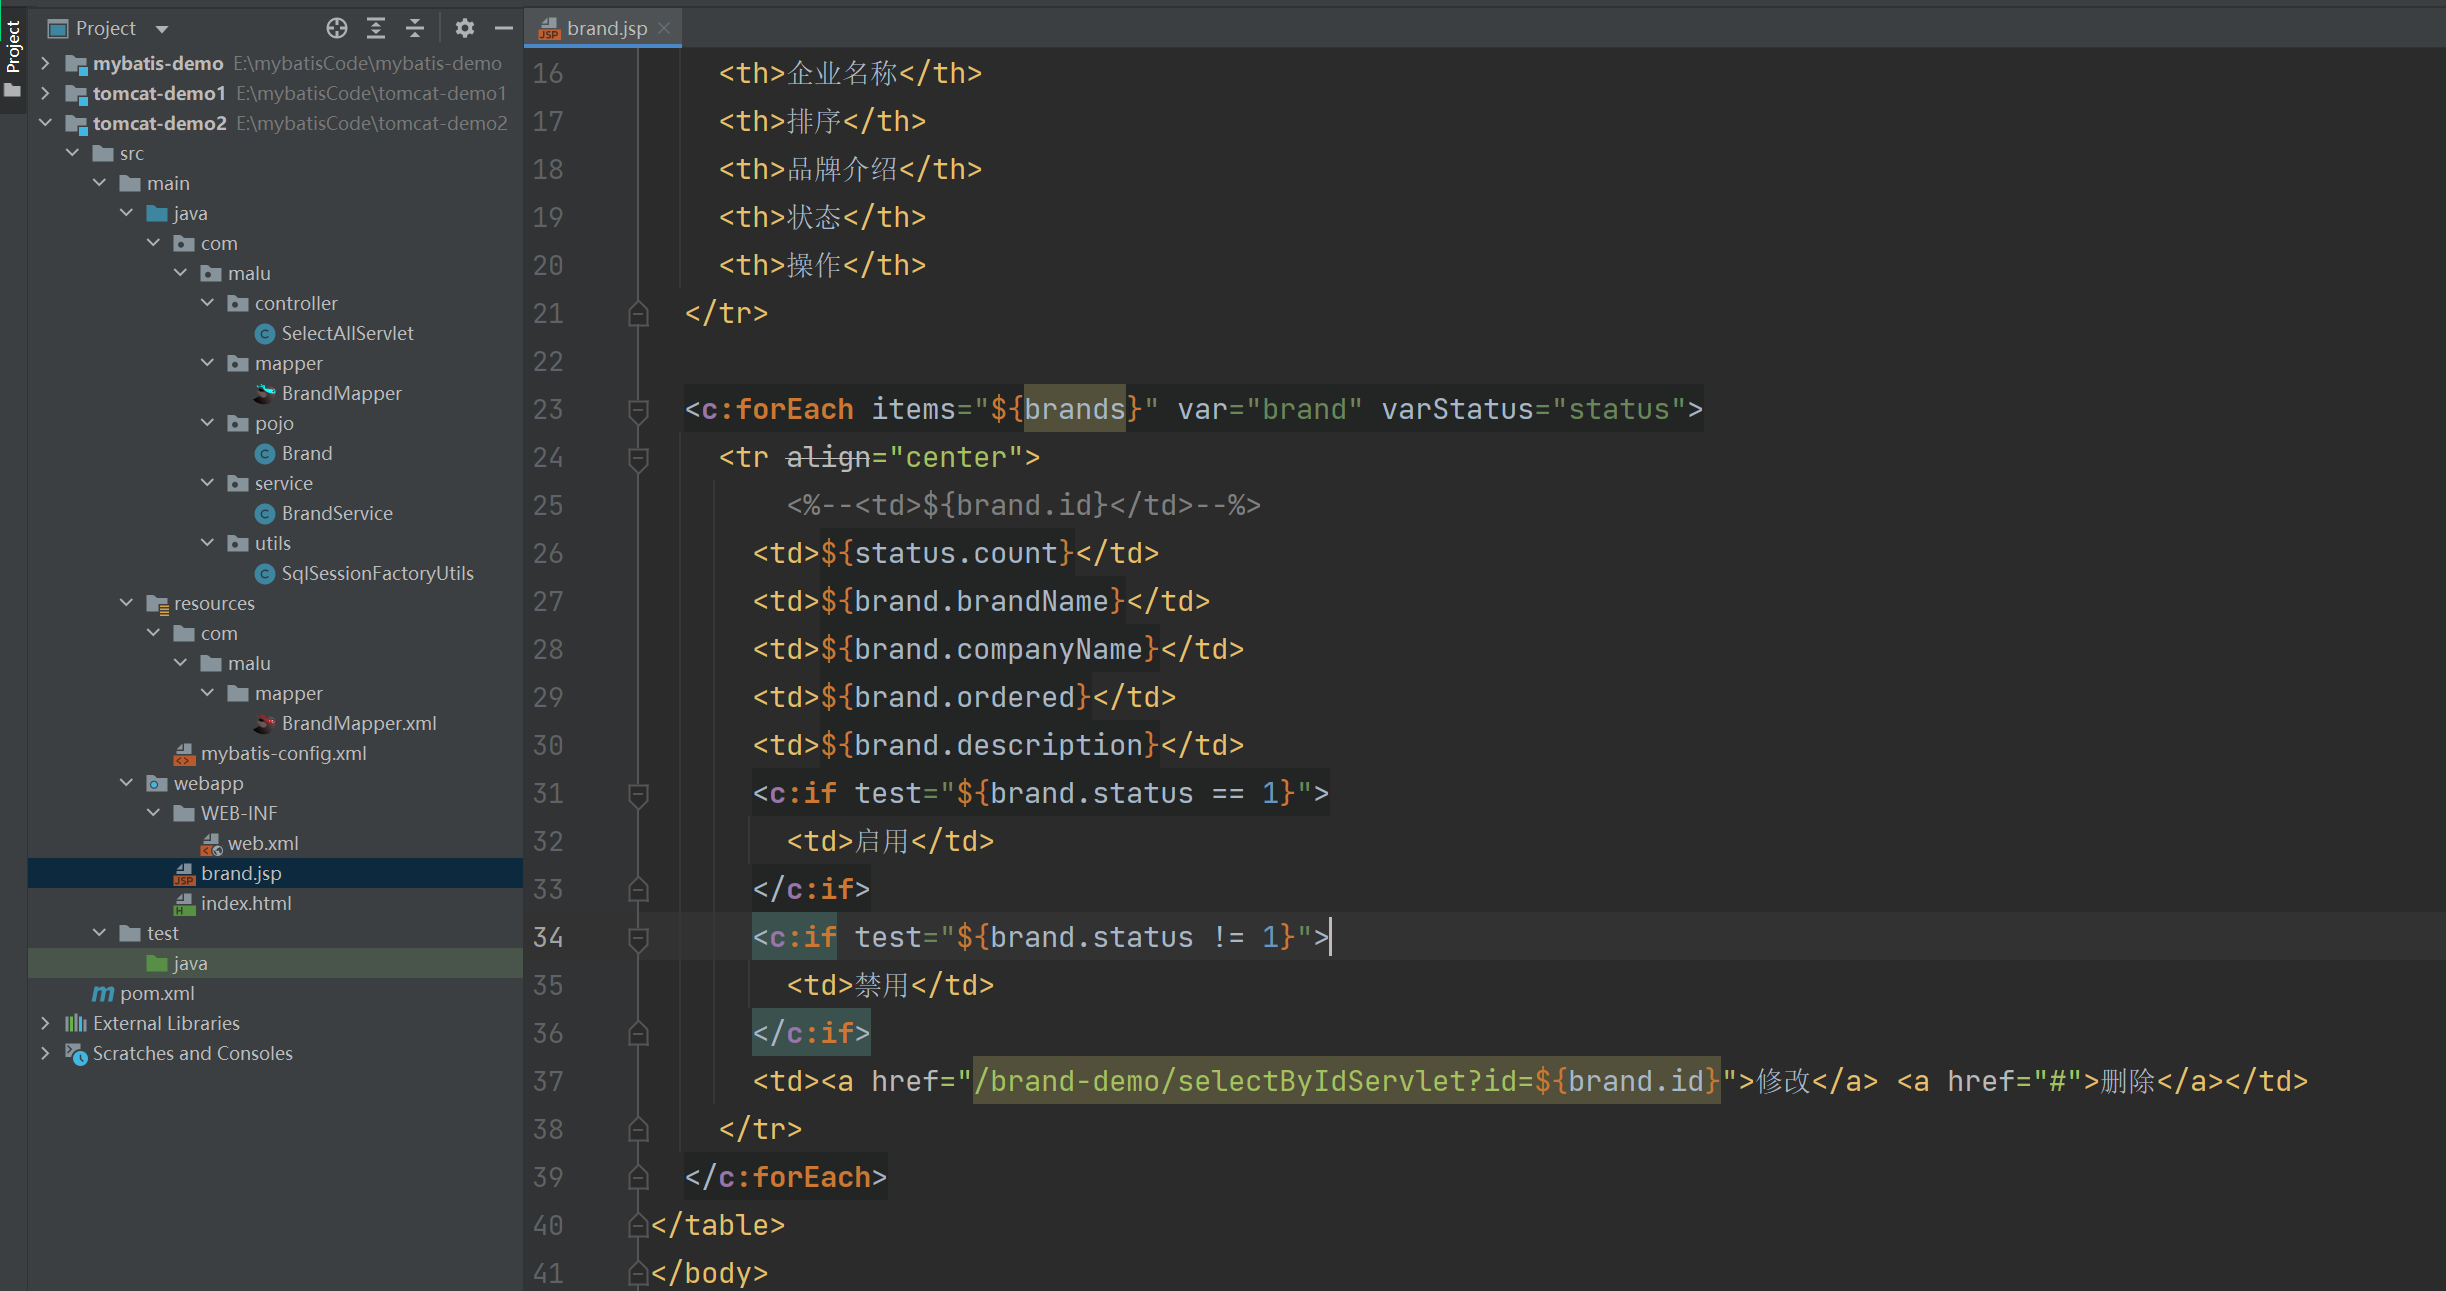 Project
Project
mybatis-demo E:\mybatisCode\mybatis-demo
tomcat-demo1 E:\mybatisCode\tomcat-demo1
tomcat-demo2 E:\mybatisCode\tomcat-demo2
src
main
java
com
malu
controller
SelectAllServlet
mapper
BrandMapper
pojo
Brand
service
BrandService
utils
SqlSessionFactoryUtils
resources
com
malu
mapper
BrandMapper.xml
mybatis-config.xml
webapp
WEB-INF
web.xml
brand.jsp
index.html
test
java
pom.xml
External Libraries
Scratches and Consoles
brand.jsp
16 <th>企业名称</th>
17 <th>排序</th>
18 <th>品牌介绍</th>
19 <th>状态</th>
20 <th>操作</th>
21 </tr>
22
23 <c:forEach items="${brands}" var="brand" varStatus="status">
24 <tr align="center">
25 <%--<td>${brand.id}</td>--%>
26 <td>${status.count}</td>
27 <td>${brand.brandName}</td>
28 <td>${brand.companyName}</td>
29 <td>${brand.ordered}</td>
30 <td>${brand.description}</td>
31 <c:if test="${brand.status == 1}">
32 <td>启用</td>
33 </c:if>
34 <c:if test="${brand.status != 1}">
35 <td>禁用</td>
36 </c:if>
37 <td><a href="/brand-demo/selectByIdServlet?id=${brand.id}">修改</a> <a href="#">删除</a></td>
38 </tr>
39 </c:forEach>
40 </table>
41 </body>